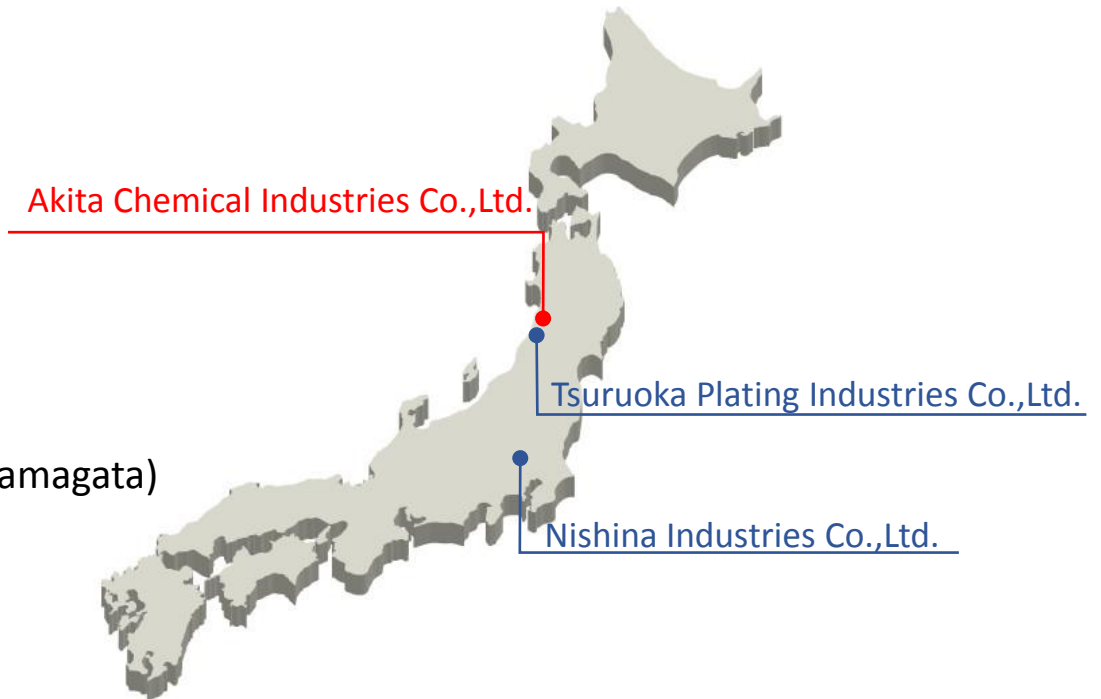 Akita Chemical Industries Co.,Ltd.
Tsuruoka Plating Industries Co.,Ltd.
amagata)
Nishina Industries Co.,Ltd.